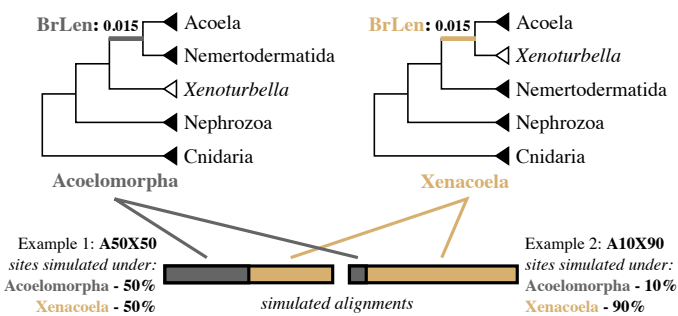 BrLen: 0.015
Acoela
Nemertodermatida
Xenoturbella
Nephrozoa
Cnidaria
Acoelomorpha
BrLen: 0.015
Acoela
Xenoturbella
Nemertodermatida
Nephrozoa
Cnidaria
Xenacoela
Example 1: A50X50
sites simulated under:
Acoelomorpha - 50%
Xenacoela - 50%
simulated alignments
Example 2: A10X90
sites simulated under:
Acoelomorpha - 10%
Xenacoela - 90%